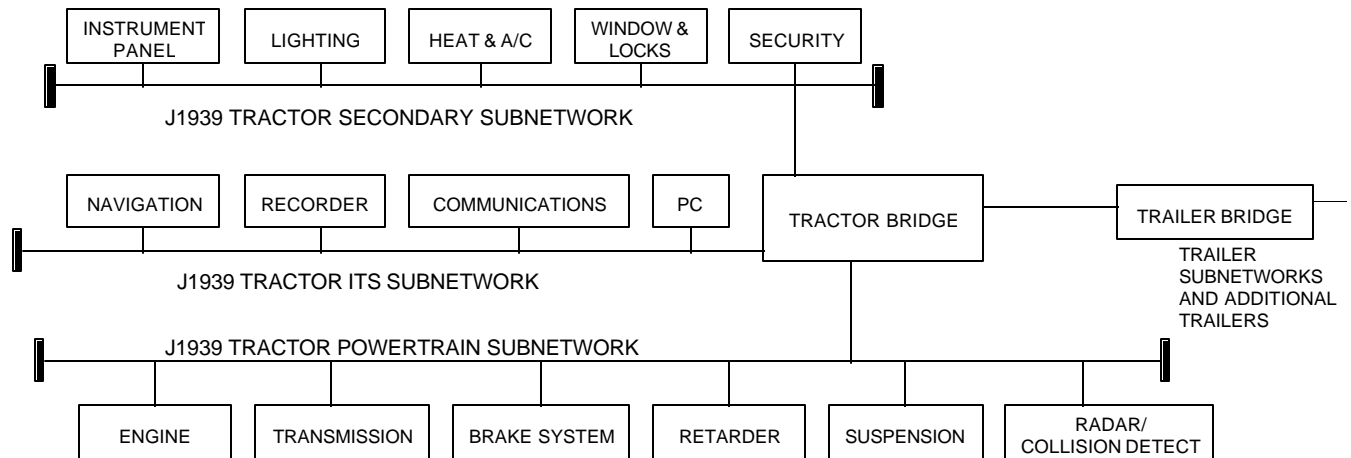 INSTRUMENT
PANEL
LIGHTING
HEAT & A/C
WINDOW &
LOCKS
SECURITY
J1939 TRACTOR SECONDARY SUBNETWORK
NAVIGATION
RECORDER
COMMUNICATIONS
PC
TRACTOR BRIDGE
TRAILER BRIDGE
TRAILER
SUBNETWORKS
AND ADDITIONAL
TRAILERS
J1939 TRACTOR ITS SUBNETWORK
J1939 TRACTOR POWERTRAIN SUBNETWORK
ENGINE
TRANSMISSION
BRAKE SYSTEM
RETARDER
SUSPENSION
RADAR/
COLLISION DETECT